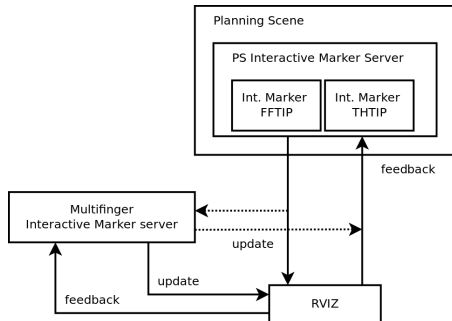 Planning Scene
PS Interactive Marker Server
Int. Marker
FFTIP
Int. Marker
THTIP
feedback
Multifinger
Interactive Marker server
update
update
feedback
RVIZ